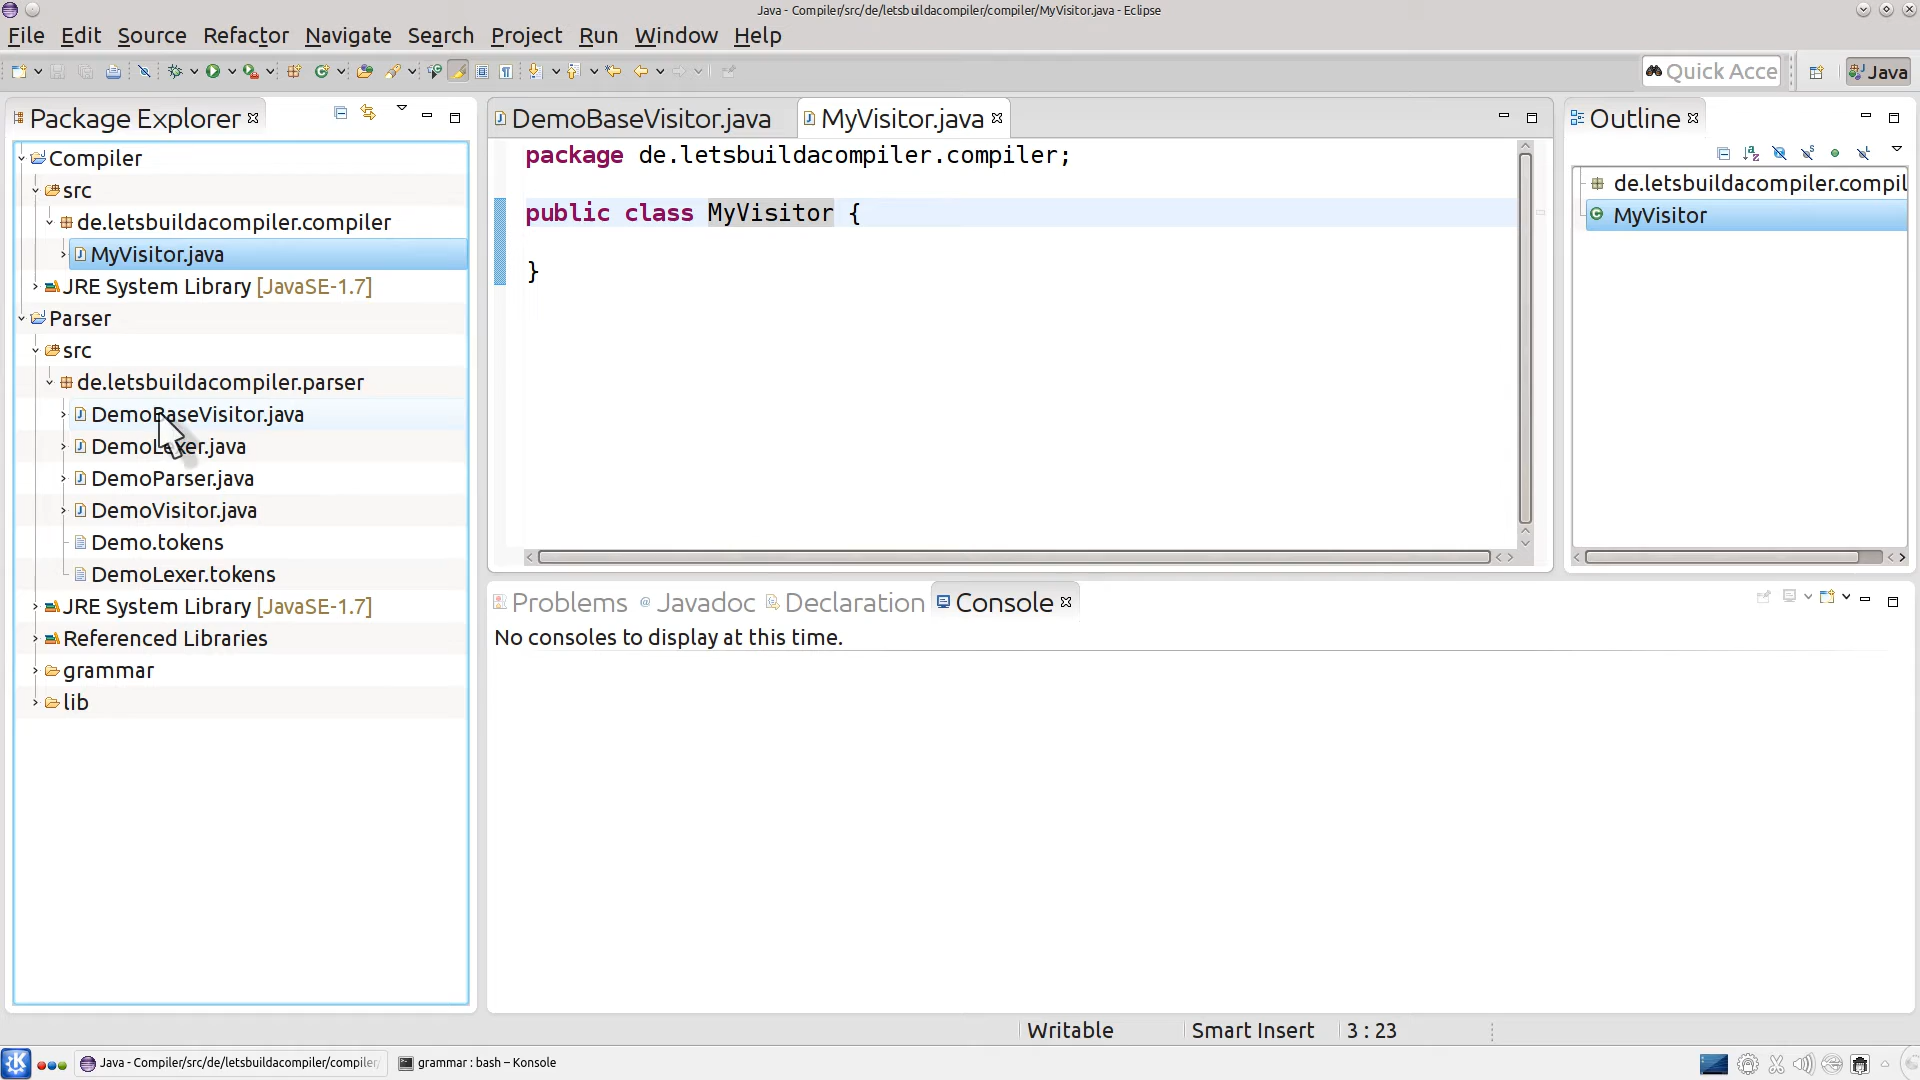 Java - Compiler/src/de/letsbuildacompiler/compiler/MyVisitor.java - Eclipse
File Edit Source Refactor Navigate Search Project Run Window Help
Quick Acce
Java
Package Explorer
Compiler
src
de.letsbuildacompiler.compiler
MyVisitor.java
JRE System Library [JavaSE-1.7]
Parser
src
de.letsbuildacompiler.parser
DemoBaseVisitor.java
DemoLexer.java
DemoParser.java
DemoVisitor.java
Demo.tokens
DemoLexer.tokens
JRE System Library [JavaSE-1.7]
Referenced Libraries
grammar
lib
DemoBaseVisitor.java MyVisitor.java
package de.letsbuildacompiler.compiler;
public class MyVisitor {
}
Outline
de.letsbuildacompil
MyVisitor
Problems Javadoc Declaration Console
No consoles to display at this time.
Writable Smart Insert 3 : 23
Java - Compiler/src/de/letsbuildacompiler/compiler/
grammar : bash – Konsole